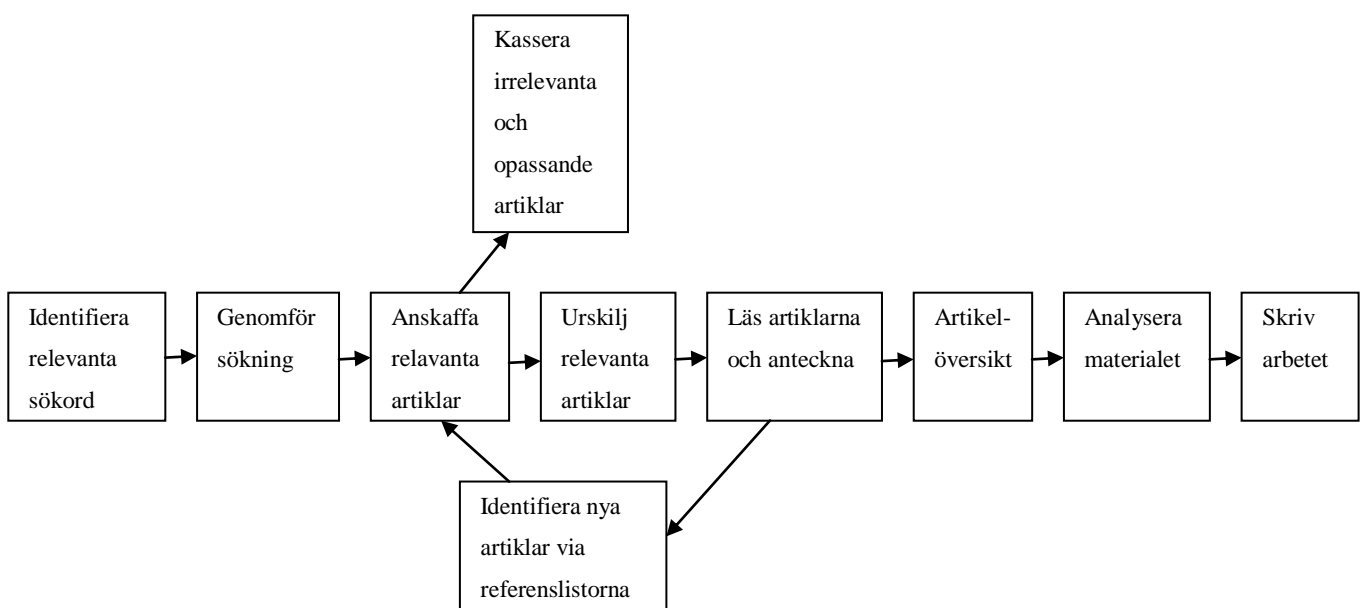 Kassera
irrelevanta
och
opassande
artiklar
Identifiera
relevanta
sökord
Genomför
sökning
Anskaffa
relavanta
artiklar
Urskilj
relevanta
artiklar
Läs artiklarna
och anteckna
Artikel-
översikt
Analysera
materialet
Skriv
arbetet
Identifiera nya
artiklar via
referenslistorna